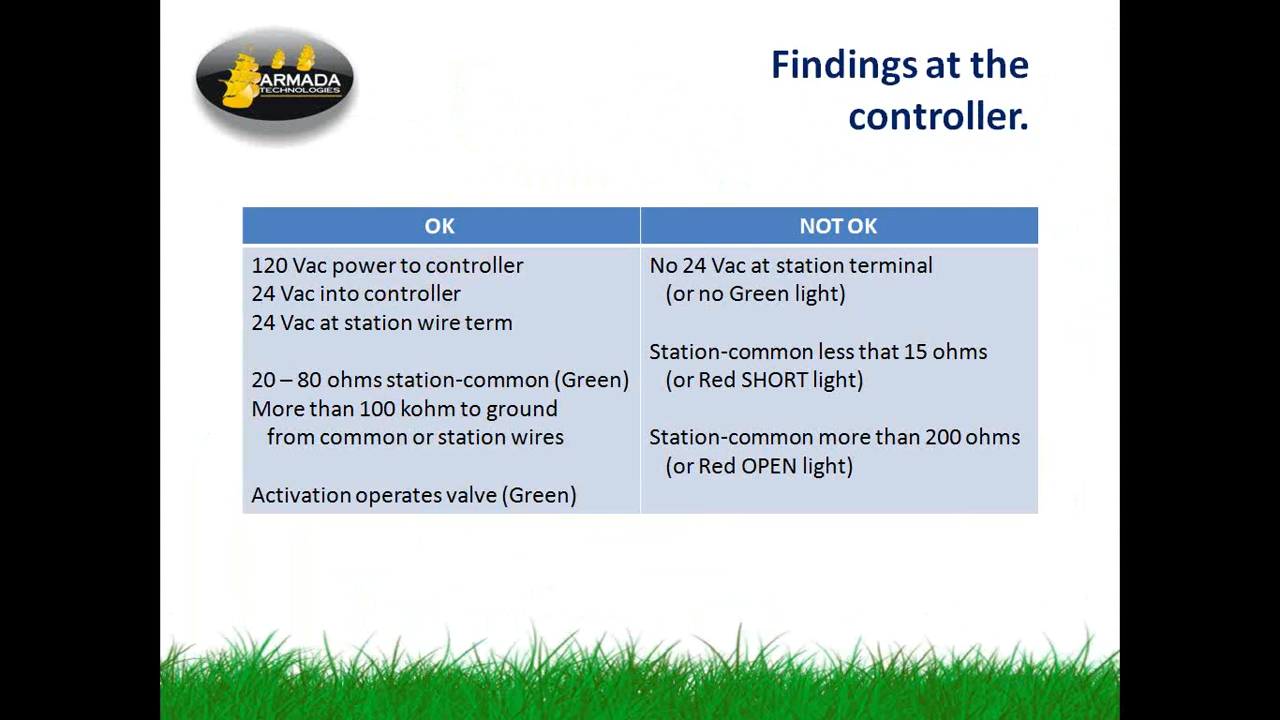 ARMADA
TECHNOLOGIES
Findings at the
controller.
OK
120 Vac power to controller
24 Vac into controller
24 Vac at station wire term
20 – 80 ohms station-common (Green)
More than 100 kohm to ground
from common or station wires
Activation operates valve (Green)
NOT OK
No 24 Vac at station terminal
(or no Green light)
Station-common less that 15 ohms
(or Red SHORT light)
Station-common more than 200 ohms
(or Red OPEN light)